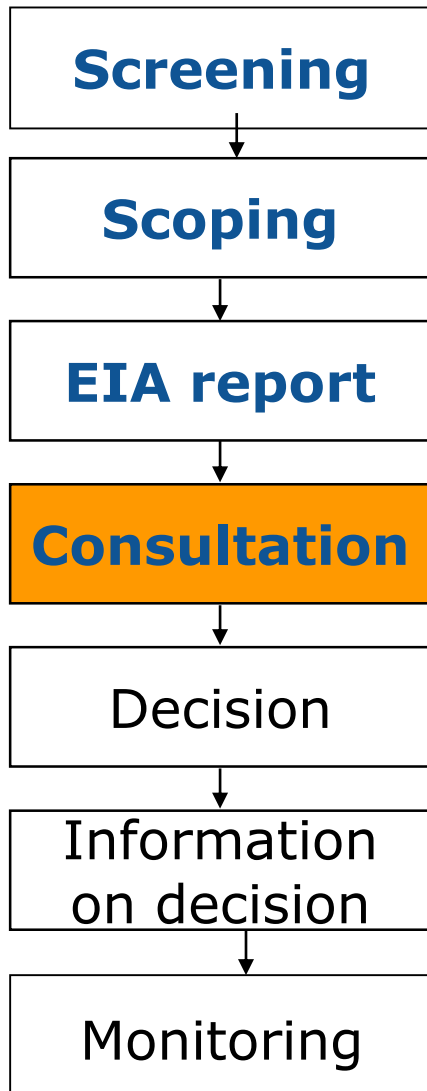 Screening
Scoping
EIA report
Consultation
Decision
Information
on decision
Monitoring